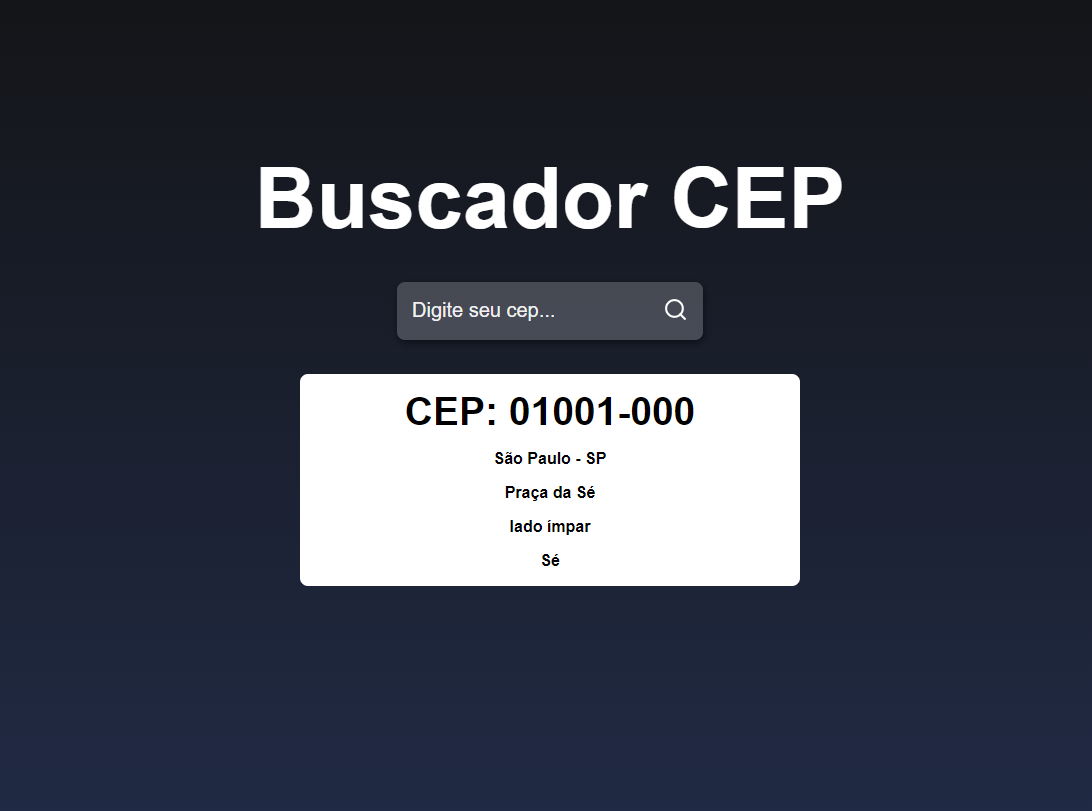 Buscador CEP
Digite seu cep...
CEP: 01001-000
São Paulo - SP
Praça da Sé
lado ímpar
Sé